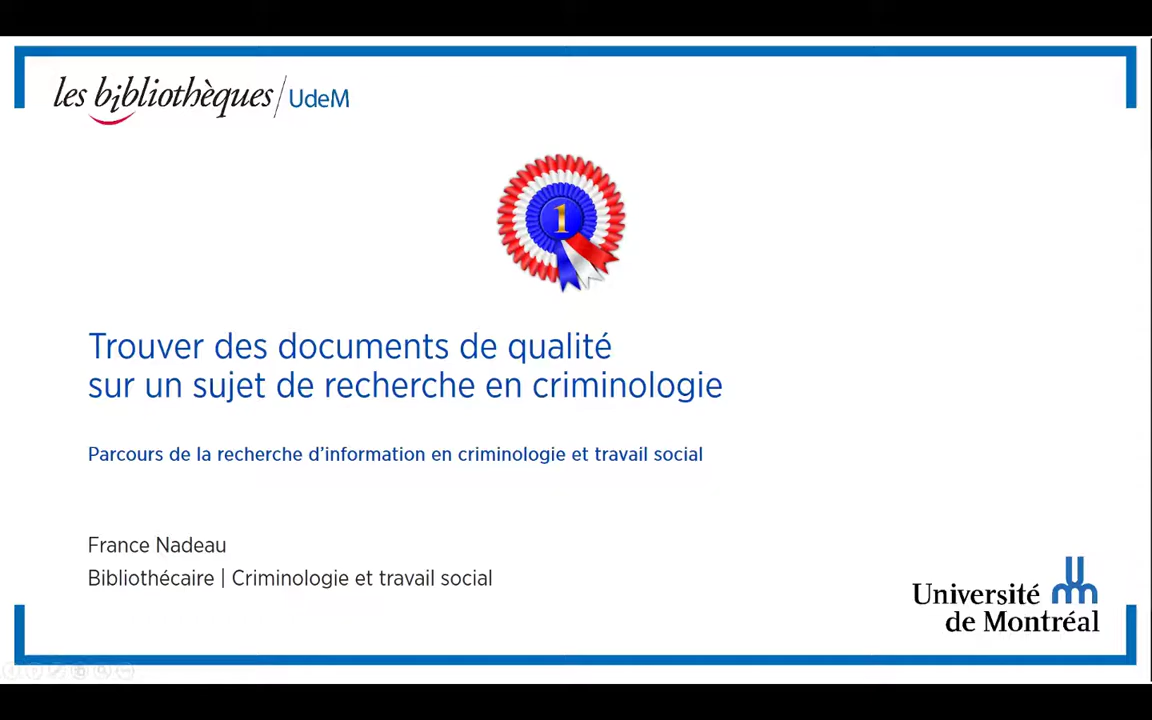 les bibliothèques/UdeM
1
Trouver des documents de qualité
sur un sujet de recherche en criminologie
Parcours de la recherche d'information en criminologie et travail social
France Nadeau
Bibliothécaire | Criminologie et travail social
Université
de Montréal